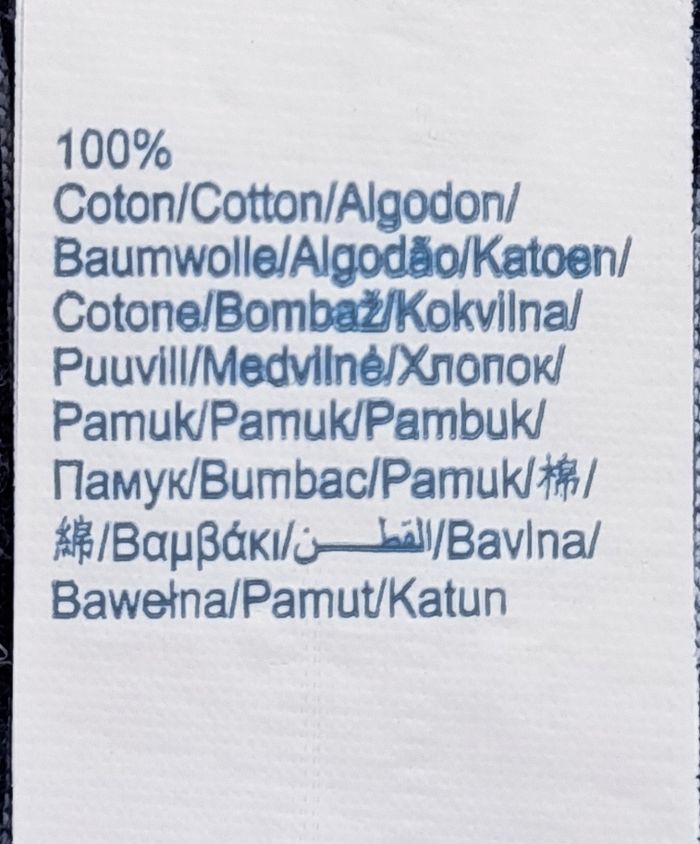 100%
Coton/Cotton/Algodon/
Baumwolle/Algodão/Katoen/
Cotone/Bombaž/Kokvilna/
Puuvill/Medvilnė/Хлопок/
Pamuk/Pamuk/Pambuk/
Памук/Bumbac/Pamuk/棉/
綿/Βαμβάκι/القطـــــن/Bavlna/
Bawełna/Pamut/Katun